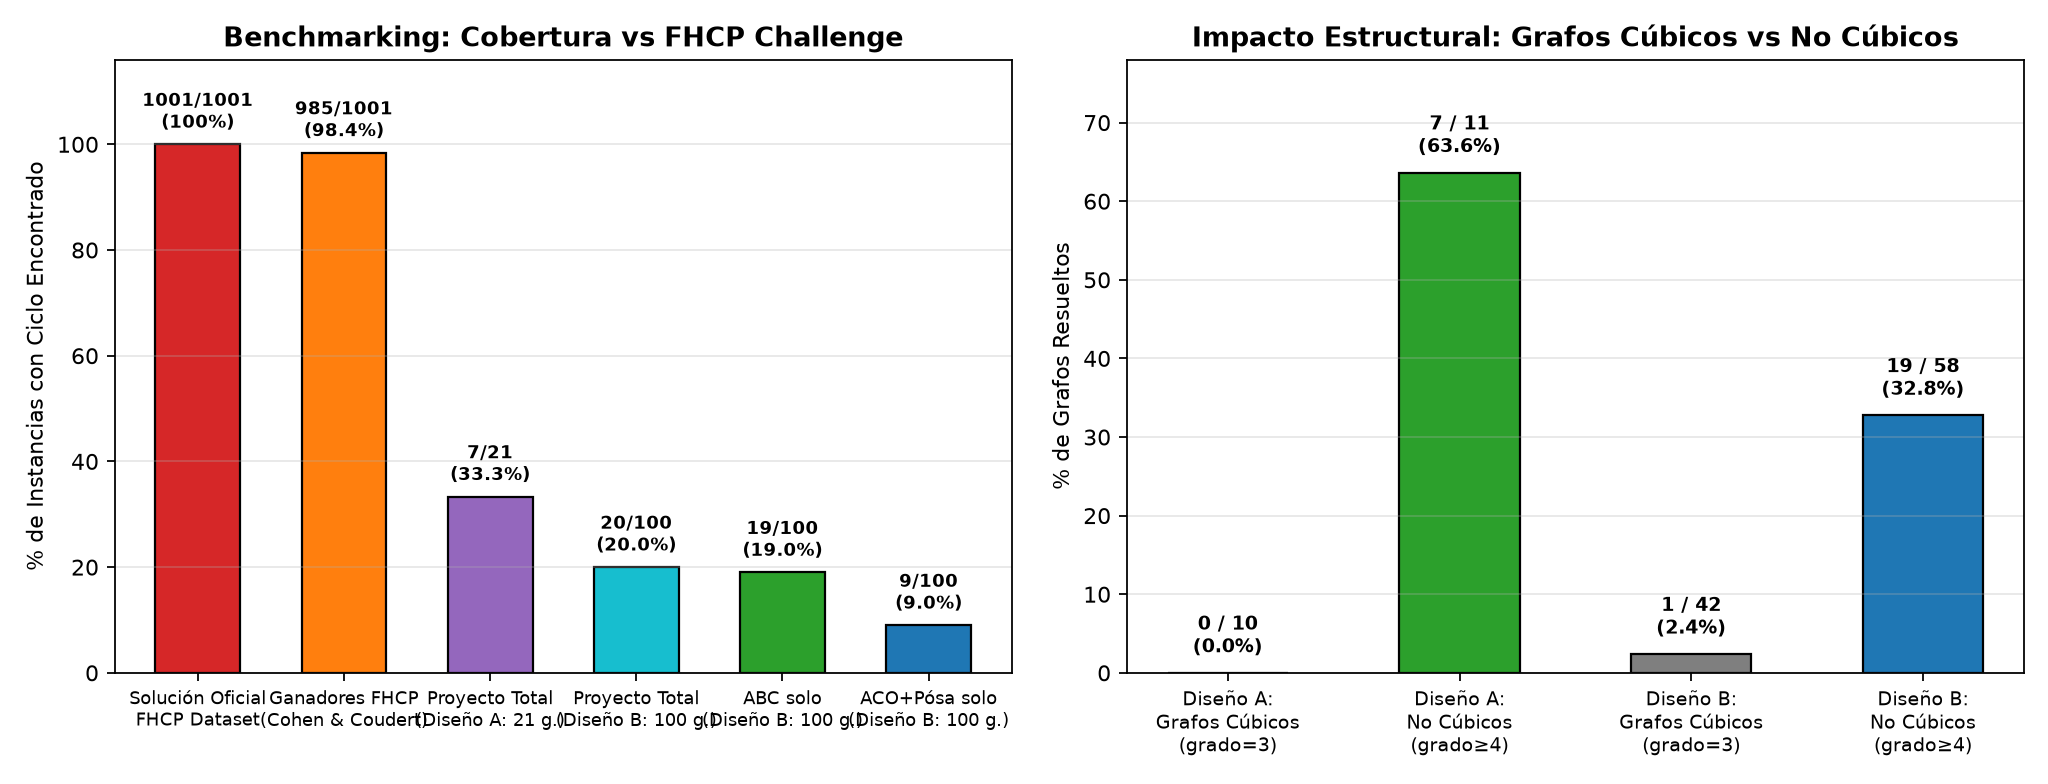 Benchmarking: Cobertura vs FHCP Challenge
% de Instancias con Ciclo Encontrado
100
80
60
40
20
0
1001/1001
(100%)
985/1001
(98.4%)
7/21
(33.3%)
20/100
(20.0%)
19/100
(19.0%)
9/100
(9.0%)
Solución Oficial
FHCP Dataset
Ganadores FHCP
(Cohen & Coudert)
Proyecto Total
(Diseño A: 21 g.)
Proyecto Total
(Diseño B: 100 g.)
ABC solo
(Diseño B: 100 g.)
ACO+Pósa solo
(Diseño B: 100 g.)
Impacto Estructural: Grafos Cúbicos vs No Cúbicos
% de Grafos Resueltos
70
60
50
40
30
20
10
0
0 / 10
(0.0%)
7 / 11
(63.6%)
1 / 42
(2.4%)
19 / 58
(32.8%)
Diseño A:
Grafos Cúbicos
(grado=3)
Diseño A:
No Cúbicos
(grado≥4)
Diseño B:
Grafos Cúbicos
(grado=3)
Diseño B:
No Cúbicos
(grado≥4)